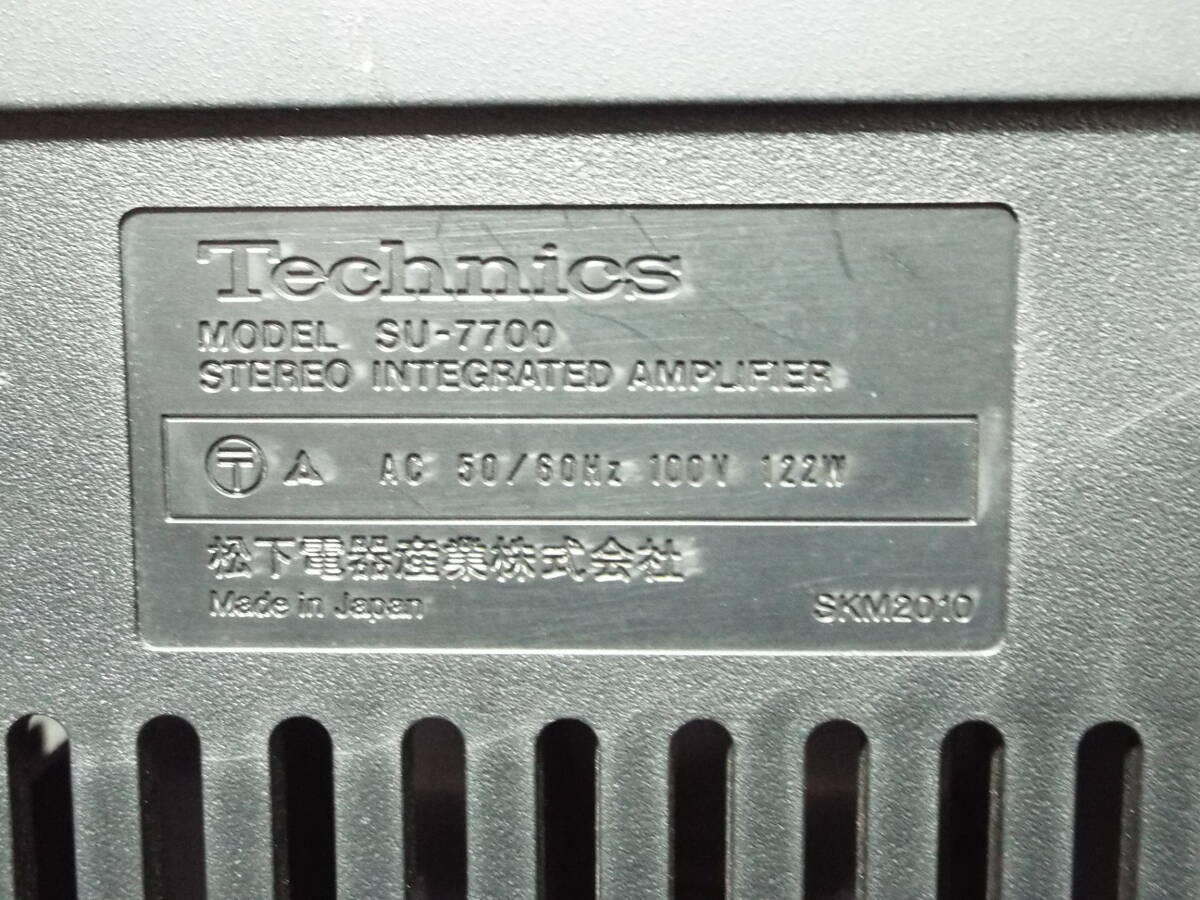 Technics
MODEL SU-7700
STEREO INTEGRATED AMPLIFIER
〒 AC 50/60Hz 100V 122W
松下電器産業株式会社
Made in Japan SKM2010